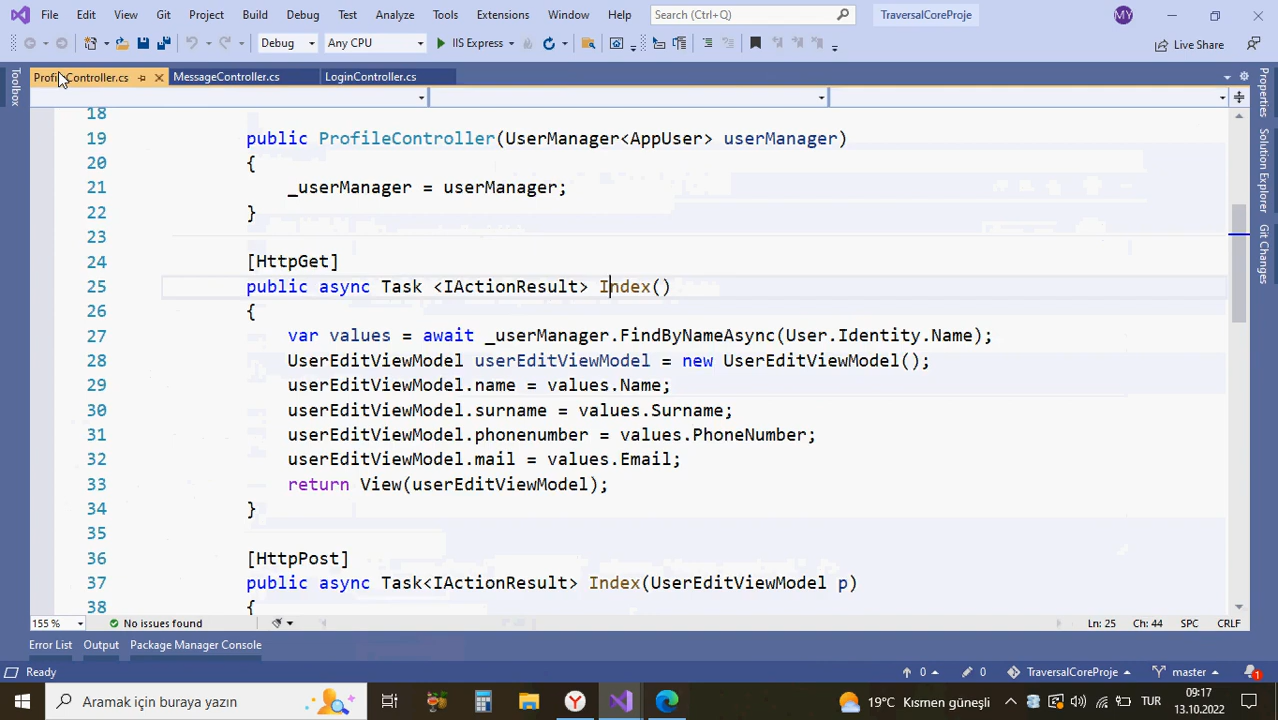 File Edit View Git Project Build Debug Test Analyze Tools Extensions Window Help Search (Ctrl+Q) TraversalCoreProje MY
Debug Any CPU IIS Express Live Share
ProfileController.cs MessageController.cs LoginController.cs
Toolbox
Properties
Solution Explorer
Git Changes
18
19 public ProfileController(UserManager<AppUser> userManager)
20 {
21 _userManager = userManager;
22 }
23
24 [HttpGet]
25 public async Task <IActionResult> Index()
26 {
27 var values = await _userManager.FindByNameAsync(User.Identity.Name);
28 UserEditViewModel userEditViewModel = new UserEditViewModel();
29 userEditViewModel.name = values.Name;
30 userEditViewModel.surname = values.Surname;
31 userEditViewModel.phonenumber = values.PhoneNumber;
32 userEditViewModel.mail = values.Email;
33 return View(userEditViewModel);
34 }
35
36 [HttpPost]
37 public async Task<IActionResult> Index(UserEditViewModel p)
38 {
155 % No issues found Ln: 25 Ch: 44 SPC CRLF
Error List Output Package Manager Console
Ready 0 0 TraversalCoreProje master 1
Aramak için buraya yazın 19°C Kısmen güneşli TUR 09:17
13.10.2022